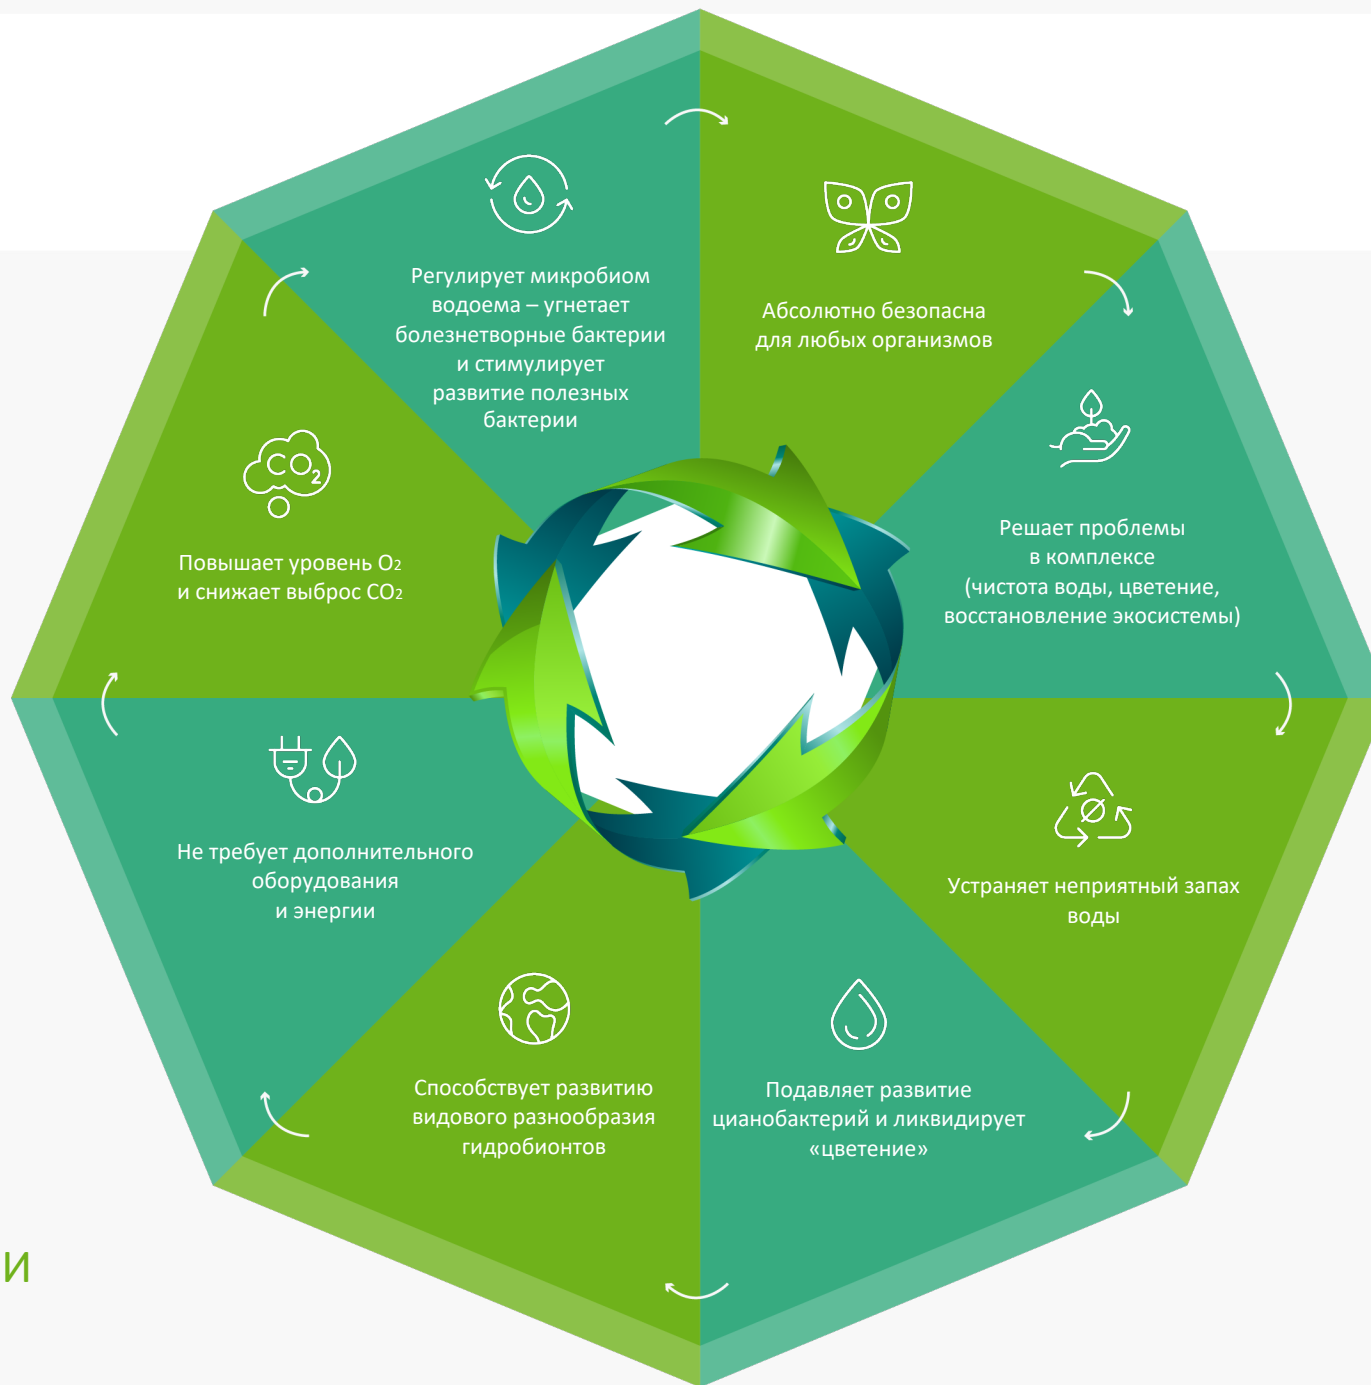 Регулирует микробиом
водоема – угнетает
болезнетворные бактерии
и стимулирует
развитие полезных
бактерии
Абсолютно безопасна
для любых организмов
Решает проблемы
в комплексе
(чистота воды, цветение,
восстановление экосистемы)
Устраняет неприятный запах
воды
Подавляет развитие
цианобактерий и ликвидирует
«цветение»
Способствует развитию
видового разнообразия
гидробионтов
Не требует дополнительного
оборудования
и энергии
CO₂
Повышает уровень O₂
и снижает выброс CO₂
и